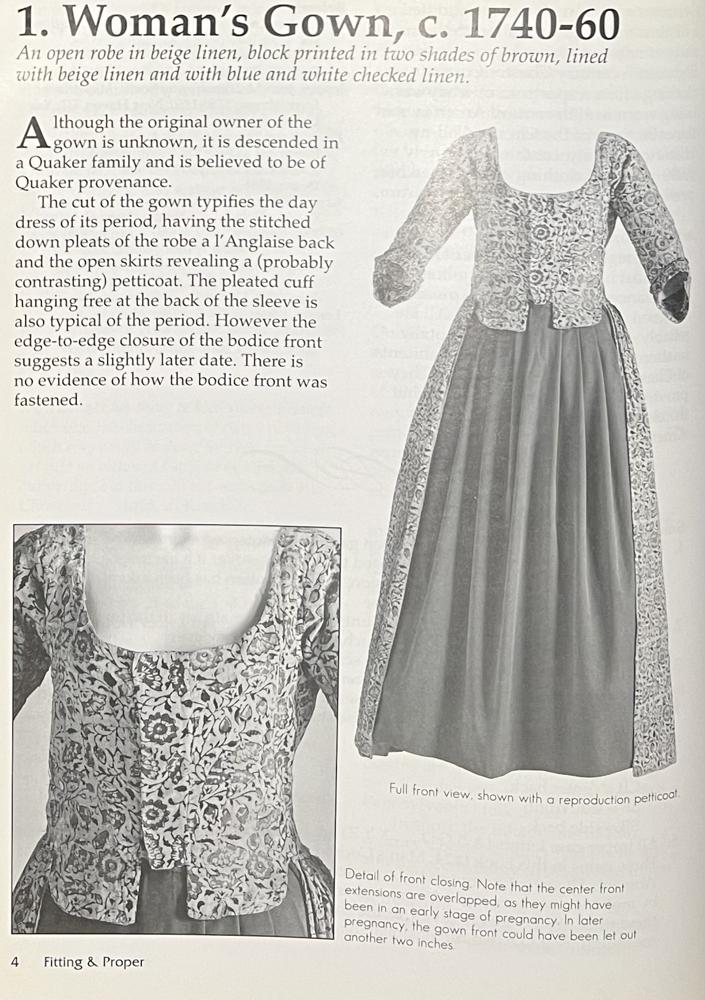 1. Woman's Gown, c. 1740-60
An open robe in beige linen, block printed in two shades of brown, lined
with beige linen and with blue and white checked linen.
Although the original owner of the
gown is unknown, it is descended in
a Quaker family and is believed to be of
Quaker provenance.
The cut of the gown typifies the day
dress of its period, having the stitched
down pleats of the robe a l'Anglaise back
and the open skirts revealing a (probably
contrasting) petticoat. The pleated cuff
hanging free at the back of the sleeve is
also typical of the period. However the
edge-to-edge closure of the bodice front
suggests a slightly later date. There is
no evidence of how the bodice front was
fastened.
Full front view, shown with a reproduction petticoat.
Detail of front closing. Note that the center front
extensions are overlapped, as they might have
been in an early stage of pregnancy. In later
pregnancy, the gown front could have been let out
another two inches.
4 Fitting & Proper